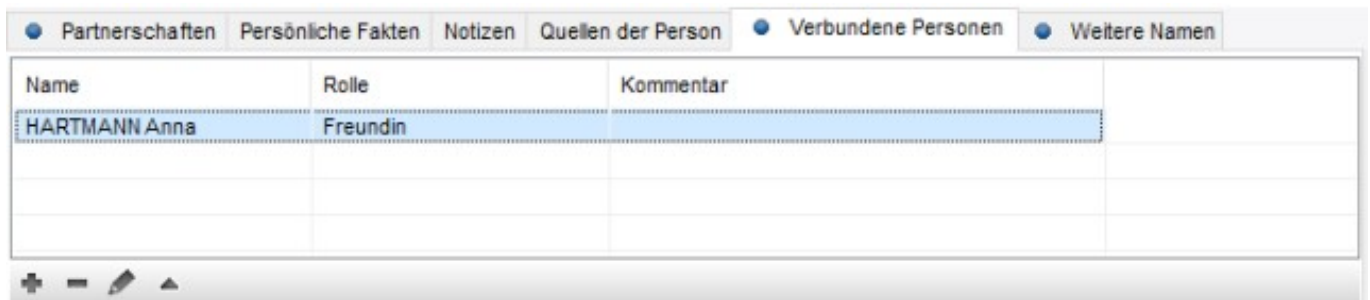 Partnerschaften Persönliche Fakten Notizen Quellen der Person Verbundene Personen Weitere Namen
Name Rolle Kommentar
HARTMANN Anna Freundin